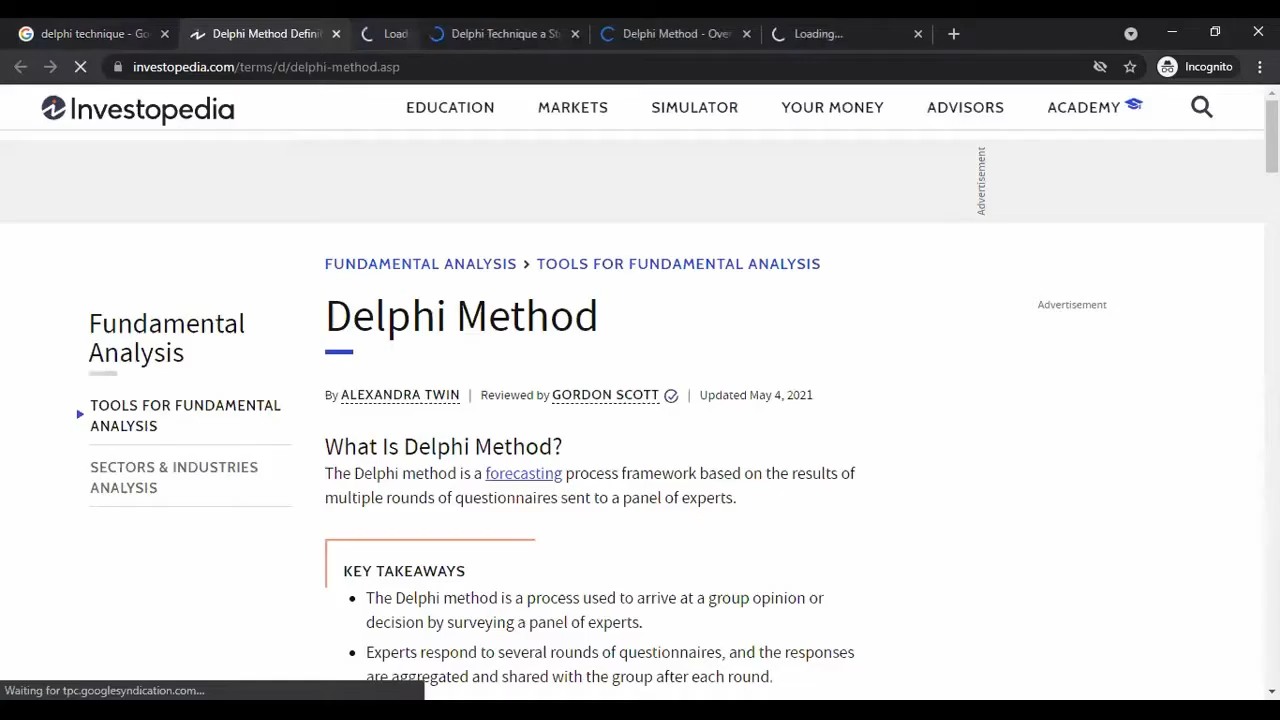 delphi technique - Go
Delphi Method Defini
Load
Delphi Technique a St
Delphi Method - Over
Loading...
investopedia.com/terms/d/delphi-method.asp
Incognito
Investopedia
EDUCATION
MARKETS
SIMULATOR
YOUR MONEY
ADVISORS
ACADEMY
Advertisement
FUNDAMENTAL ANALYSIS > TOOLS FOR FUNDAMENTAL ANALYSIS
Fundamental
Analysis
TOOLS FOR FUNDAMENTAL
ANALYSIS
SECTORS & INDUSTRIES
ANALYSIS
Delphi Method
Advertisement
By ALEXANDRA TWIN | Reviewed by GORDON SCOTT | Updated May 4, 2021
What Is Delphi Method?
The Delphi method is a forecasting process framework based on the results of
multiple rounds of questionnaires sent to a panel of experts.
KEY TAKEAWAYS
• The Delphi method is a process used to arrive at a group opinion or
decision by surveying a panel of experts.
• Experts respond to several rounds of questionnaires, and the responses
are aggregated and shared with the group after each round.
Waiting for tpc.googlesyndication.com...